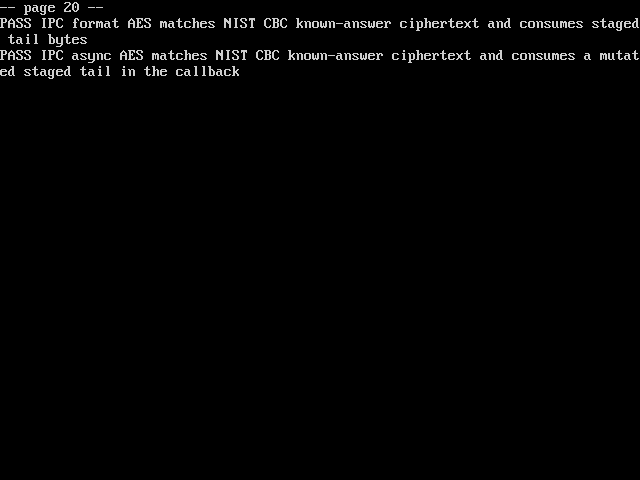 -- page 20 --
PASS IPC format AES matches NIST CBC known-answer ciphertext and consumes staged
 tail bytes
PASS IPC async AES matches NIST CBC known-answer ciphertext and consumes a mutat
ed staged tail in the callback